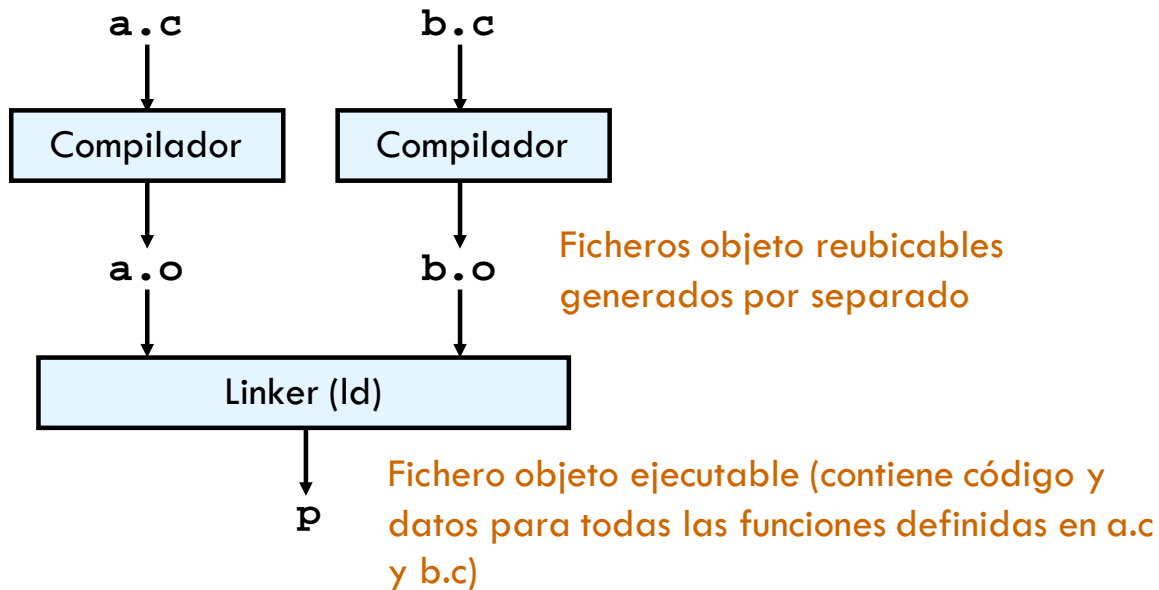 a.c
b.c
Compilador
Compilador
a.o
b.o
Ficheros objeto reubicables
generados por separado
Linker (ld)
p
Fichero objeto ejecutable (contiene código y
datos para todas las funciones definidas en a.c
y b.c)